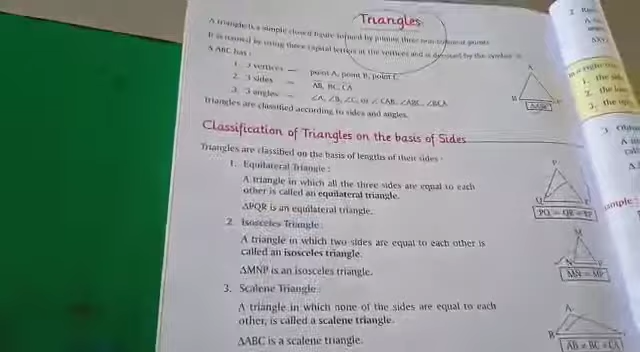 Triangles
A triangle is a simple closed figure formed by joining three non-collinear points.
It is named by using three capital letters at the vertices and is denoted by the symbol
Δ ABC has :
1. 3 vertices — point A, point B, point C
2. 3 sides — AB, BC, CA
3. 3 angles — ∠A, ∠B, ∠C, or ∠ CAB, ∠ABC, ∠BCA
Triangles are classified according to sides and angles.
A
B
ΔABC
Classification of Triangles on the basis of Sides
Triangles are classified on the basis of lengths of their sides :
1. Equilateral Triangle :
A triangle in which all the three sides are equal to each
other is called an equilateral triangle.
ΔPQR is an equilateral triangle.
P
Q
R
PQ = QR = RP
2. Isosceles Triangle :
A triangle in which two sides are equal to each other is
called an isosceles triangle.
ΔMNP is an isosceles triangle.
M
N
P
MN = MP
3. Scalene Triangle :
A triangle in which none of the sides are equal to each
other, is called a scalene triangle.
ΔABC is a scalene triangle.
A
B
AB ≠ BC ≠ CA
1. the
2. the
3. the